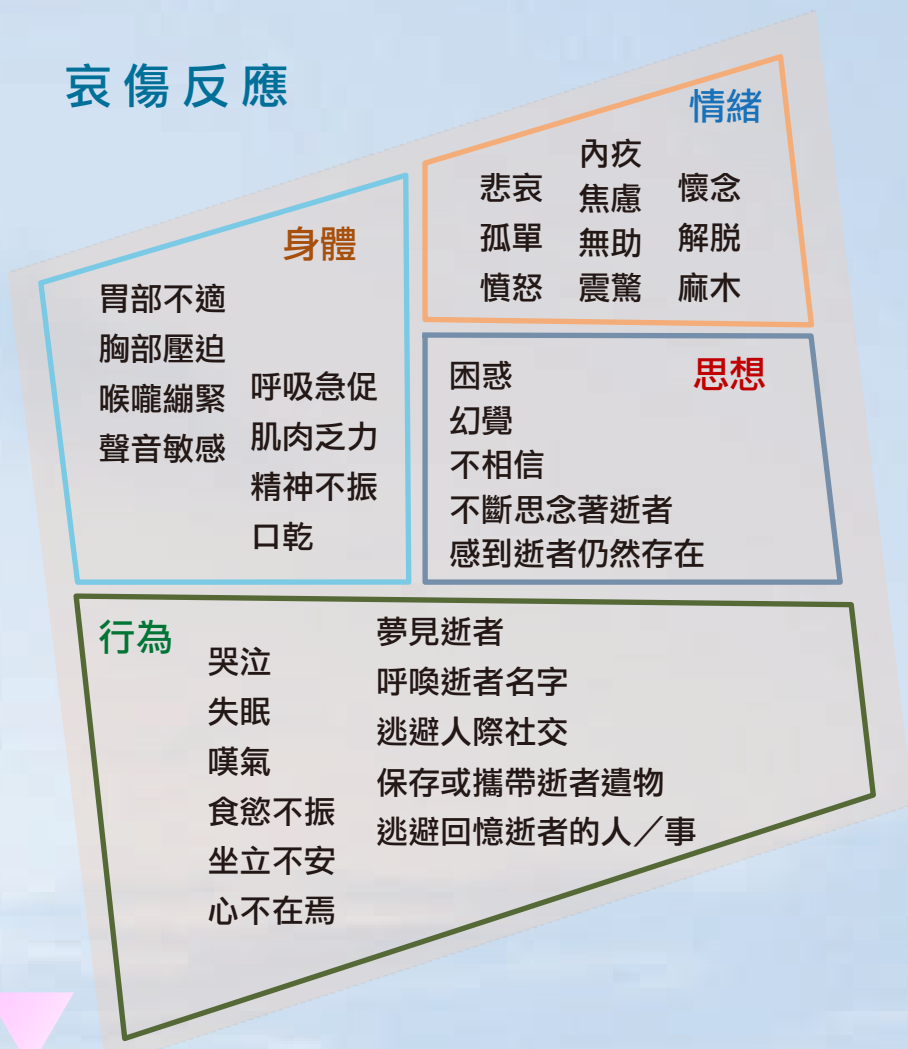 哀傷反應
情緒
悲哀
孤單
憤怒
內疚
焦慮
無助
震驚
懷念
解脫
麻木
身體
胃部不適
胸部壓迫
喉嚨繃緊
聲音敏感
呼吸急促
肌肉乏力
精神不振
口乾
思想
困惑
幻覺
不相信
不斷思念著逝者
感到逝者仍然存在
行為
哭泣
失眠
嘆氣
食慾不振
坐立不安
心不在焉
夢見逝者
呼喚逝者名字
逃避人際社交
保存或攜帶逝者遺物
逃避回憶逝者的人／事